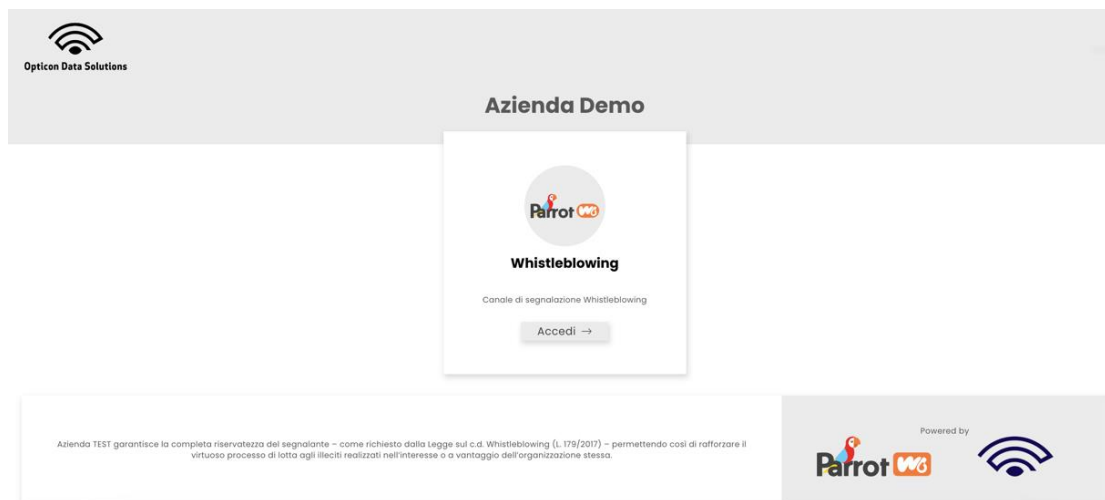 Opticon Data Solutions
Azienda Demo
Parrot WB
Whistleblowing
Canale di segnalazione Whistleblowing
Accedi →
Azienda TEST garantisce la completa riservatezza del segnalante – come richiesto dalla Legge sul c.d. Whistleblowing (L. 179/2017) – permettendo così di rafforzare il
virtuoso processo di lotta agli illeciti realizzati nell'interesse o a vantaggio dell'organizzazione stessa.
Powered by
Parrot WB